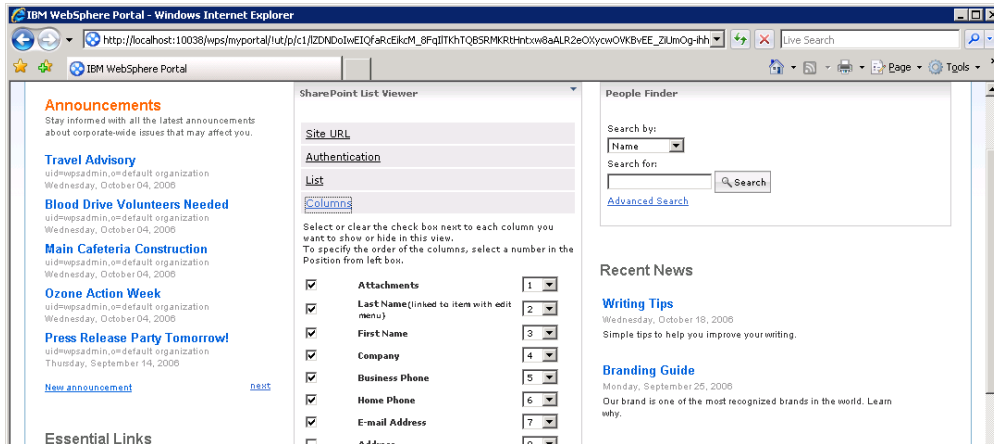 IBM WebSphere Portal - Windows Internet Explorer
Live Search
IBM WebSphere Portal
Page
Tools
Announcements
Stay informed with all the latest announcements
about corporate-wide issues that may affect you.
Travel Advisory
uid=wpsadmin,o=default organization
Wednesday, October 04, 2006
Blood Drive Volunteers Needed
uid=wpsadmin,o=default organization
Wednesday, October 04, 2006
Main Cafeteria Construction
uid=wpsadmin,o=default organization
Wednesday, October 04, 2006
Ozone Action Week
uid=wpsadmin,o=default organization
Wednesday, October 04, 2006
Press Release Party Tomorrow!
uid=wpsadmin,o=default organization
Thursday, September 14, 2006
New announcement next
Essential Links
SharePoint List Viewer
Site URL
Authentication
List
Columns
Select or clear the check box next to each column you
want to show or hide in this view.
To specify the order of the columns, select a number in the
Position from left box.
Attachments 1
Last Name(linked to item with edit 2
menu)
First Name 3
Company 4
Business Phone 5
Home Phone 6
E-mail Address 7
People Finder
Search by:
Name
Search for:
Search
Advanced Search
Recent News
Writing Tips
Wednesday, October 18, 2006
Simple tips to help you improve your writing.
Branding Guide
Monday, September 25, 2006
Our brand is one of the most recognized brands in the world. Learn
why.